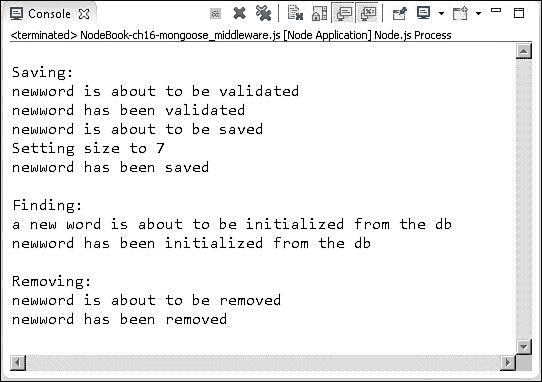 Console
<terminated> NodeBook-ch16-mongoose_middleware.js [Node Application] Node.js Process
Saving:
newword is about to be validated
newword has been validated
newword is about to be saved
Setting size to 7
newword has been saved
Finding:
a new word is about to be initialized from the db
newword has been initialized from the db
Removing:
newword is about to be removed
newword has been removed